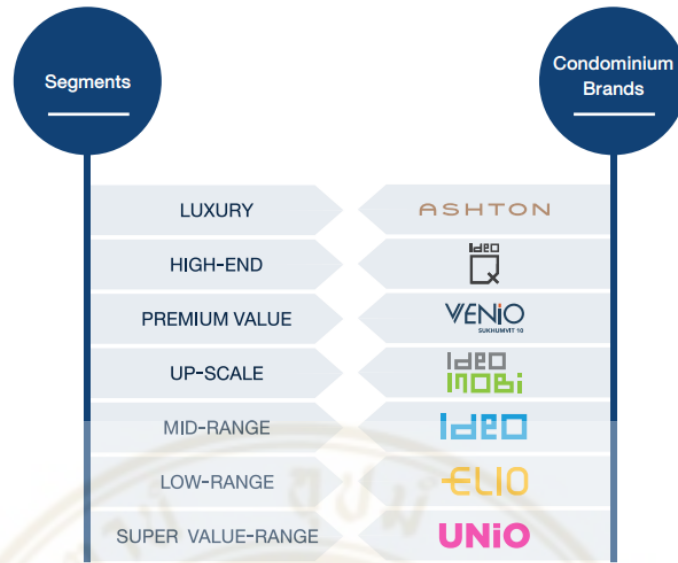 Segments
Condominium
Brands
LUXURY
ASHTON
HIGH-END
ideo
Q
PREMIUM VALUE
VENiO
SUKHUMVIT 10
UP-SCALE
ideo
mobi
MID-RANGE
ideo
LOW-RANGE
ELIO
SUPER VALUE-RANGE
UNiO